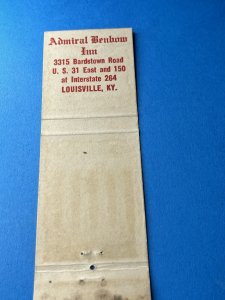 Admiral Benbow
Inn
3315 Bardstown Road
U. S. 31 East and 150
at Interstate 264
LOUISVILLE, KY.